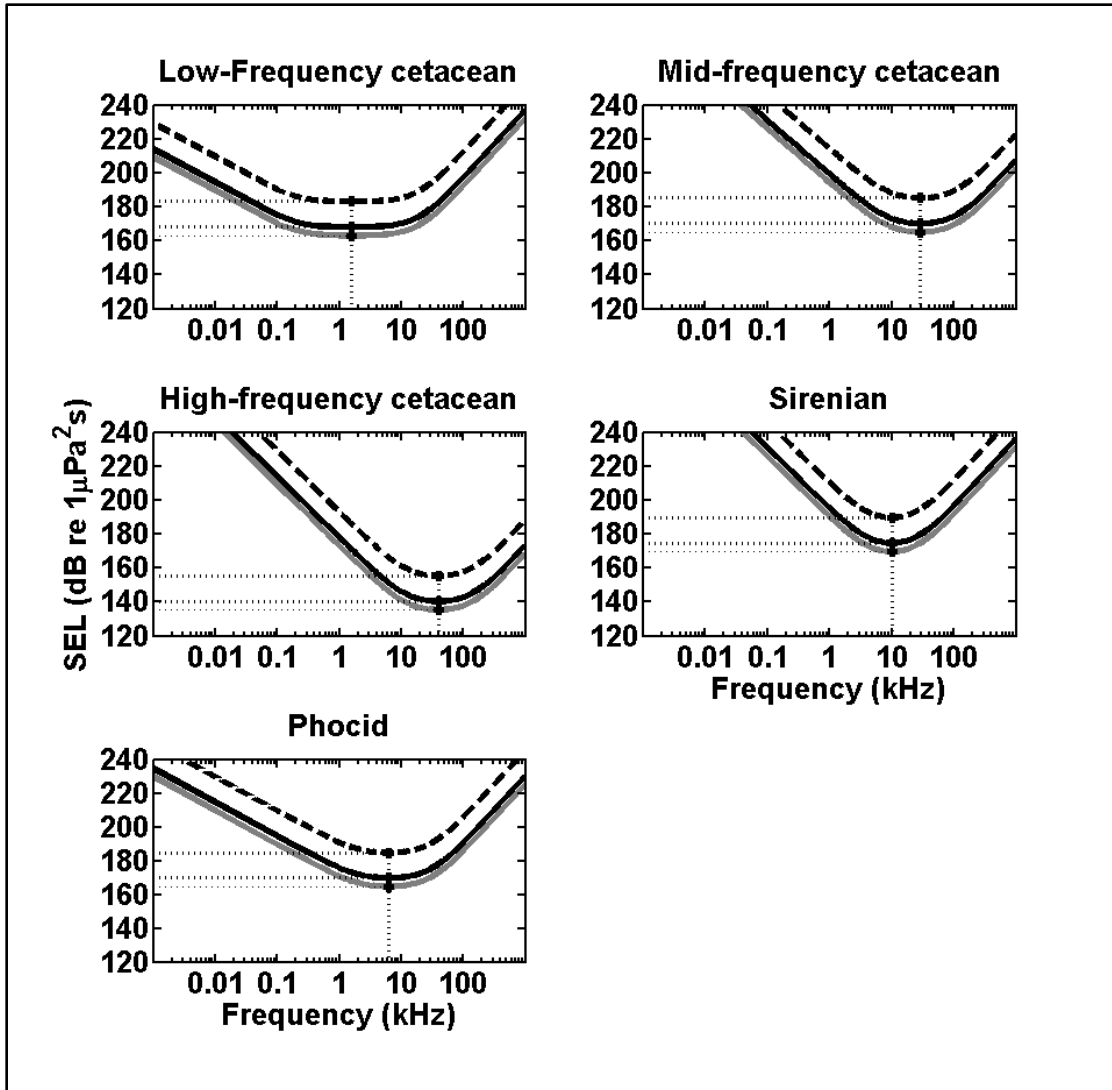 Low-Frequency cetacean
240
220
200
180
160
140
120
0.01 0.1 1 10 100
Mid-frequency cetacean
240
220
200
180
160
140
120
0.01 0.1 1 10 100
High-frequency cetacean
240
220
200
180
160
140
120
0.01 0.1 1 10 100
SEL (dB re 1μPa²s)
Sirenian
240
220
200
180
160
140
120
0.01 0.1 1 10 100
Frequency (kHz)
Phocid
240
220
200
180
160
140
120
0.01 0.1 1 10 100
Frequency (kHz)